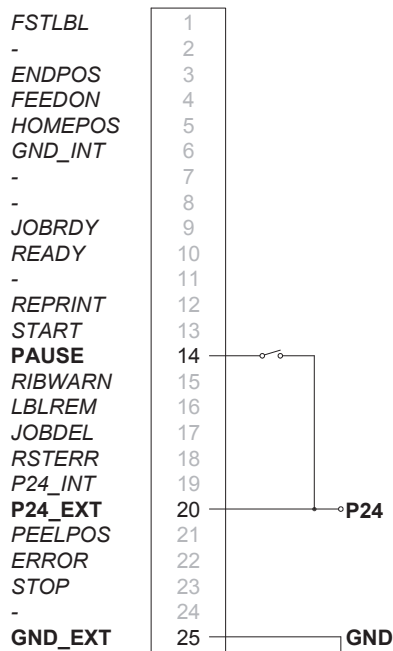 FSTLBL 1
- 2
ENDPOS 3
FEEDON 4
HOMEPOS 5
GND_INT 6
- 7
- 8
JOBRDY 9
READY 10
- 11
REPRINT 12
START 13
PAUSE 14
RIBWARN 15
LBLREM 16
JOBDEL 17
RSTERR 18
P24_INT 19
P24_EXT 20 P24
PEELPOS 21
ERROR 22
STOP 23
- 24
GND_EXT 25 GND